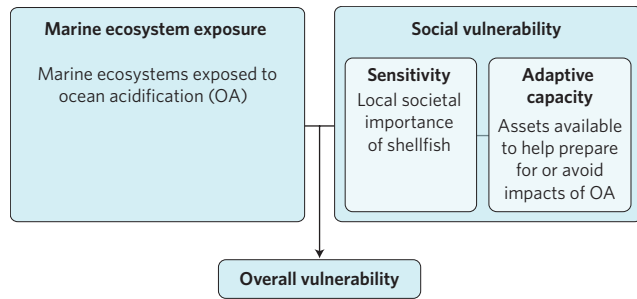 Marine ecosystem exposure
Marine ecosystems exposed to
ocean acidification (OA)
Social vulnerability
Sensitivity
Local societal
importance
of shellfish
Adaptive
capacity
Assets available
to help prepare
for or avoid
impacts of OA
Overall vulnerability